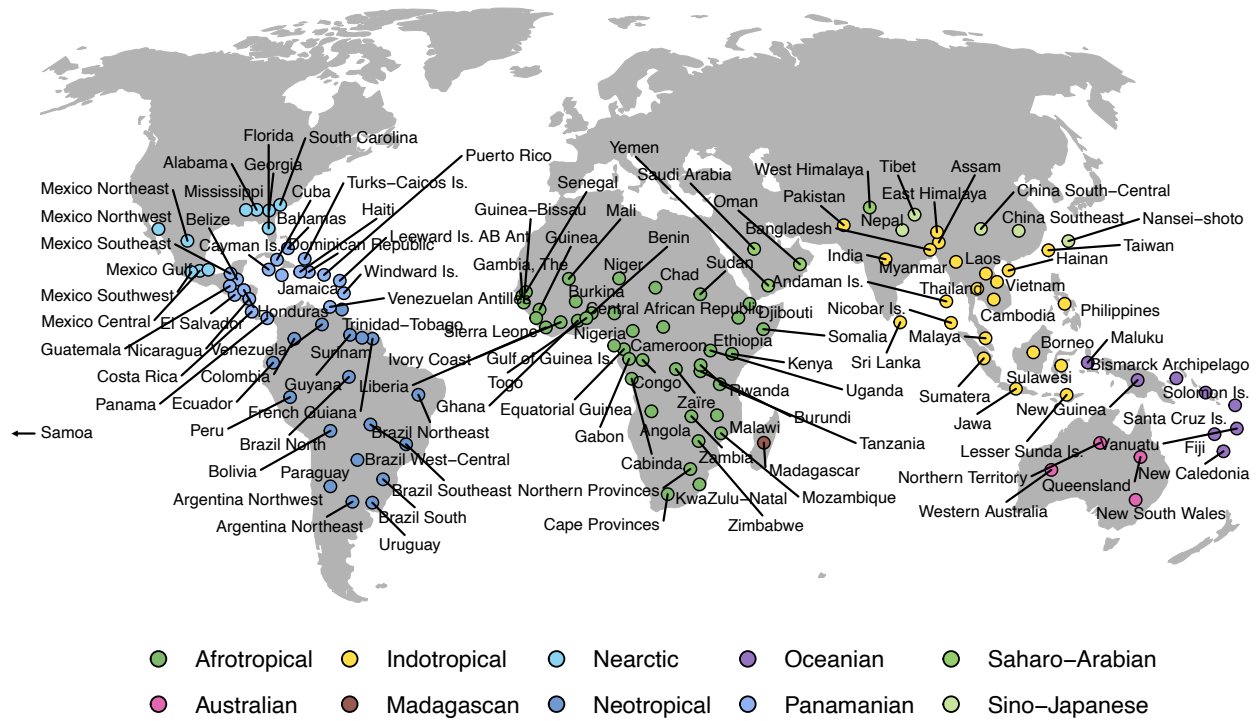 Florida
South Carolina
Alabama
Georgia
Puerto Rico
Yemen
Mexico Northeast
Mississippi
Cuba
Turks−Caicos Is.
Senegal
Saudi Arabia
West Himalaya
Tibet
Assam
Mexico Northwest
Belize
Bahamas
Haiti
Guinea−Bissau
Mali
Oman
Pakistan
East Himalaya
China South−Central
Mexico Southeast
Cayman Is.
Dominican Republic
Leeward Is. AB Ant
Guinea
Benin
Bangladesh
Nepal
China Southeast
Nansei−shoto
Mexico Gulf
Jamaica
Windward Is.
Gambia, The
Niger
Chad
Sudan
India
Myanmar
Laos
Hainan
Taiwan
Mexico Southwest
Venezuelan Antilles
Burkina
Andaman Is.
Thailand
Vietnam
Mexico Central
El Salvador
Honduras
Trinidad−Tobago
Sierra Leone
Central African Republic
Djibouti
Nicobar Is.
Cambodia
Philippines
Guatemala
Nicaragua
Venezuela
Surinam
Ivory Coast
Gulf of Guinea Is.
Nigeria
Cameroon
Ethiopia
Somalia
Malaya
Borneo
Maluku
Costa Rica
Colombia
Guyana
Liberia
Togo
Congo
Kenya
Sri Lanka
Sulawesi
Bismarck Archipelago
Panama
Ecuador
French Guiana
Ghana
Equatorial Guinea
Zaïre
Rwanda
Uganda
Sumatera
New Guinea
Solomon Is.
Samoa
Peru
Brazil North
Brazil Northeast
Gabon
Angola
Malawi
Burundi
Jawa
Santa Cruz Is.
Bolivia
Paraguay
Brazil West−Central
Cabinda
Zambia
Tanzania
Lesser Sunda Is.
Vanuatu
Fiji
Argentina Northwest
Brazil Southeast
Northern Provinces
KwaZulu−Natal
Madagascar
Mozambique
Northern Territory
Queensland
New Caledonia
Argentina Northeast
Brazil South
Cape Provinces
Zimbabwe
Western Australia
New South Wales
Uruguay
Afrotropical
Indotropical
Nearctic
Oceanian
Saharo−Arabian
Australian
Madagascan
Neotropical
Panamanian
Sino−Japanese